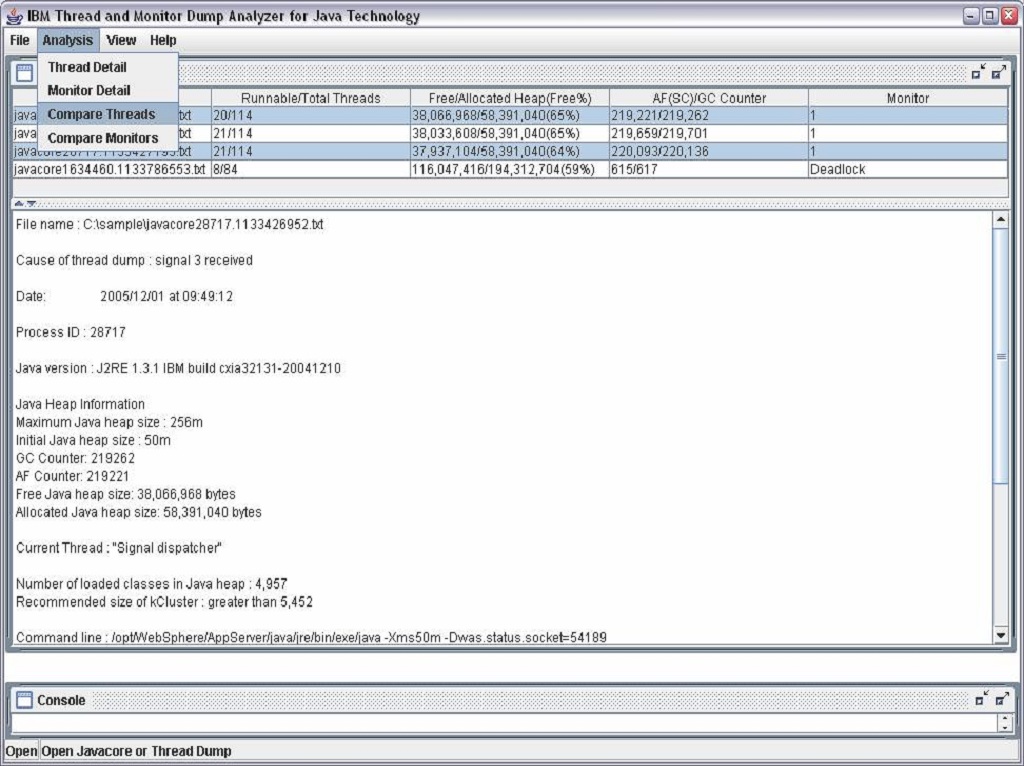 IBM Thread and Monitor Dump Analyzer for Java Technology
File Analysis View Help
Thread Detail
Monitor Detail
Compare Threads
Compare Monitors
Runnable/Total Threads Free/Allocated Heap(Free%) AF(SC)/GC Counter Monitor
java txt 20/114 38,066,968/58,391,040(65%) 219,221/219,262 1
java txt 21/114 38,033,608/58,391,040(65%) 219,659/219,701 1
javacore28717.1133427193.txt 21/114 37,937,104/58,391,040(64%) 220,093/220,136 1
javacore1634460.1133786553.txt 8/84 116,047,416/194,312,704(59%) 615/617 Deadlock
File name : C:\sample\javacore28717.1133426952.txt
Cause of thread dump : signal 3 received
Date: 2005/12/01 at 09:49:12
Process ID : 28717
Java version : J2RE 1.3.1 IBM build cxia32131-20041210
Java Heap Information
Maximum Java heap size : 256m
Initial Java heap size : 50m
GC Counter: 219262
AF Counter: 219221
Free Java heap size: 38,066,968 bytes
Allocated Java heap size: 58,391,040 bytes
Current Thread : "Signal dispatcher"
Number of loaded classes in Java heap : 4,957
Recommended size of kCluster : greater than 5,452
Command line : /opt/WebSphere/AppServer/java/jre/bin/exe/java -Xms50m -Dwas.status.socket=54189
Console
Open Open Javacore or Thread Dump